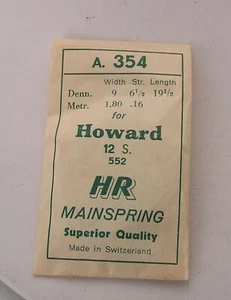 A. 354
Width Str. Length
Denn. 9 6½ 19½
Metr. 1.80 .16
for
Howard
12 S.
552
HR
MAINSPRING
Superior Quality
Made in Switzerland